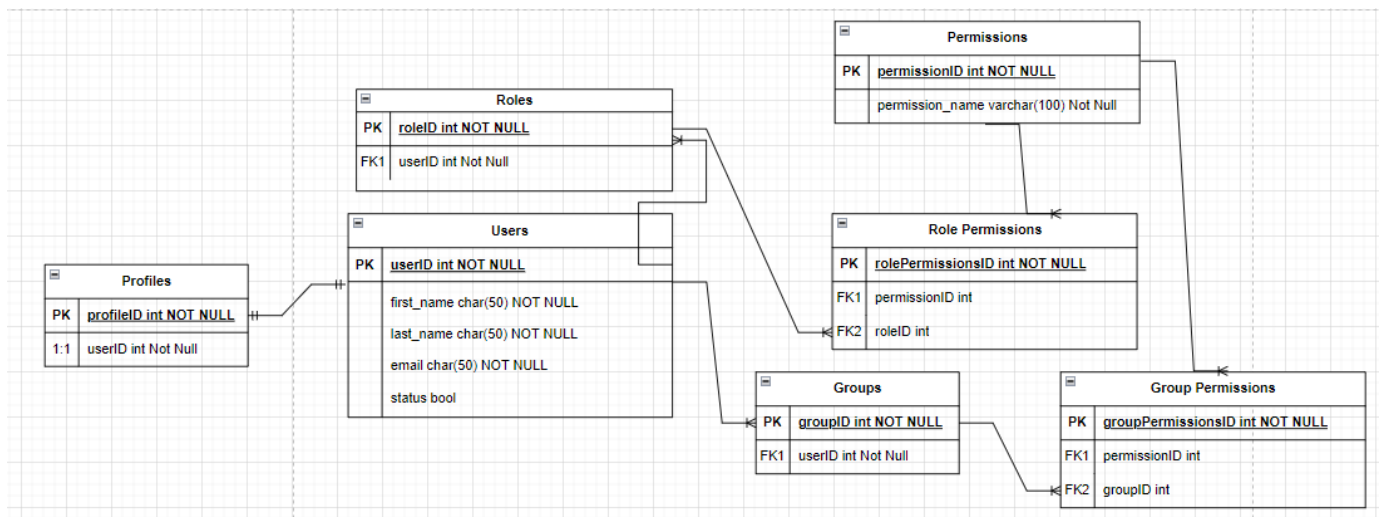 Permissions
PK permissionID int NOT NULL
permission_name varchar(100) Not Null
Roles
PK roleID int NOT NULL
FK1 userID int Not Null
Users
PK userID int NOT NULL
first_name char(50) NOT NULL
last_name char(50) NOT NULL
email char(50) NOT NULL
status bool
Profiles
PK profileID int NOT NULL
1:1 userID int Not Null
Role Permissions
PK rolePermissionsID int NOT NULL
FK1 permissionID int
FK2 roleID int
Groups
PK groupID int NOT NULL
FK1 userID int Not Null
Group Permissions
PK groupPermissionsID int NOT NULL
FK1 permissionID int
FK2 groupID int